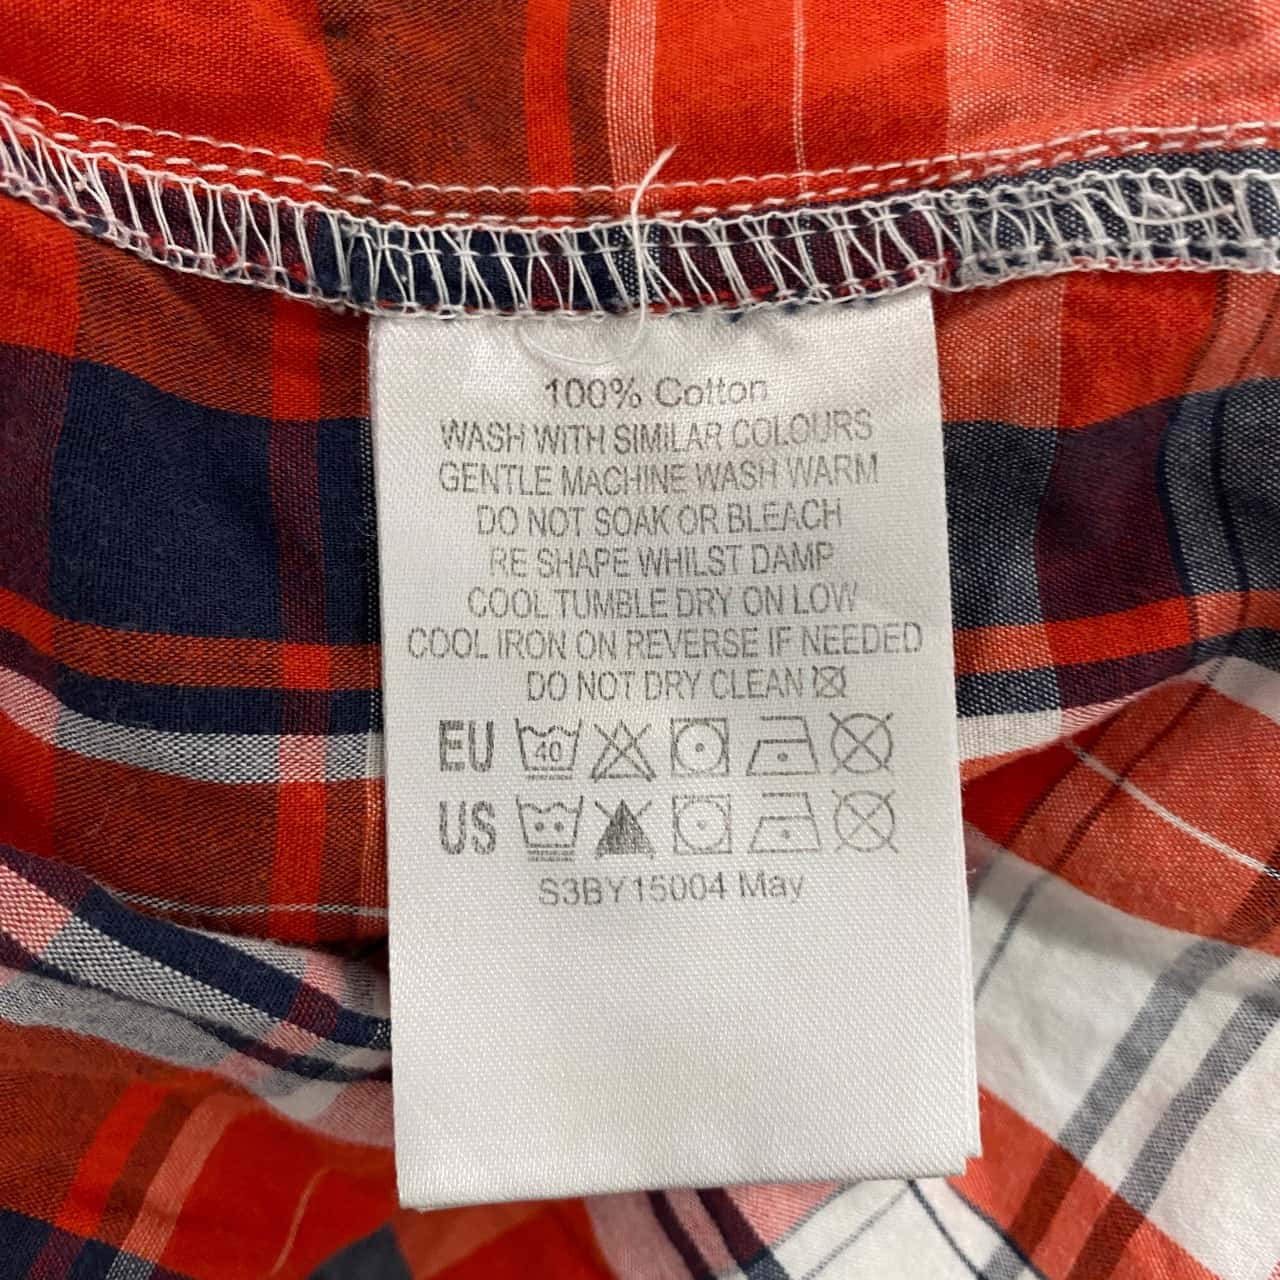 100% Cotton
WASH WITH SIMILAR COLOURS
GENTLE MACHINE WASH WARM
DO NOT SOAK OR BLEACH
RE SHAPE WHILST DAMP
COOL TUMBLE DRY ON LOW
COOL IRON ON REVERSE IF NEEDED
DO NOT DRY CLEAN
EU 40
US
S3BY15004 May